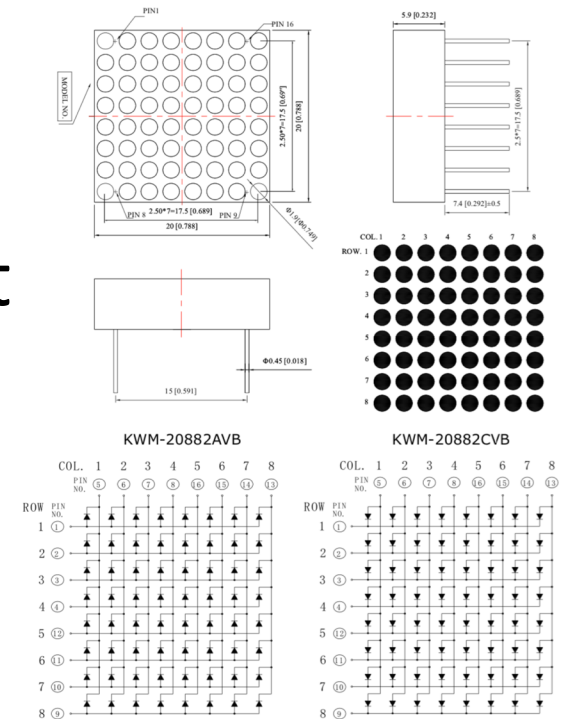 PIN1
PIN 16
MODEL NO.
2.50*7=17.5 [0.69"]
20 [0.788]
PIN 8
2.50*7=17.5 [0.689]
PIN 9
20 [0.788]
Φ1.9[Φ0.749]
5.9 [0.232]
2.5*7=17.5 [0.689]
7.4 [0.292]±0.5
t
COL. 1 2 3 4 5 6 7 8
ROW. 1
2
3
4
5
6
7
8
Φ0.45 [0.018]
15 [0.591]
KWM-20882AVB
COL. 1 2 3 4 5 6 7 8
PIN NO. 5 6 7 8 16 15 14 13
ROW PIN NO.
1 1
2 2
3 3
4 4
5 12
6 11
7 10
8 9
KWM-20882CVB
COL. 1 2 3 4 5 6 7 8
PIN NO. 5 6 7 8 16 15 14 13
ROW PIN NO.
1 1
2 2
3 3
4 4
5 12
6 11
7 10
8 9